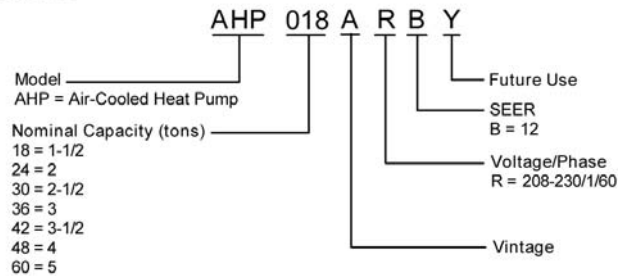 AHP 018 A R B Y
Model
AHP = Air-Cooled Heat Pump
Nominal Capacity (tons)
18 = 1-1/2
24 = 2
30 = 2-1/2
36 = 3
42 = 3-1/2
48 = 4
60 = 5
Future Use
SEER
B = 12
Voltage/Phase
R = 208-230/1/60
Vintage